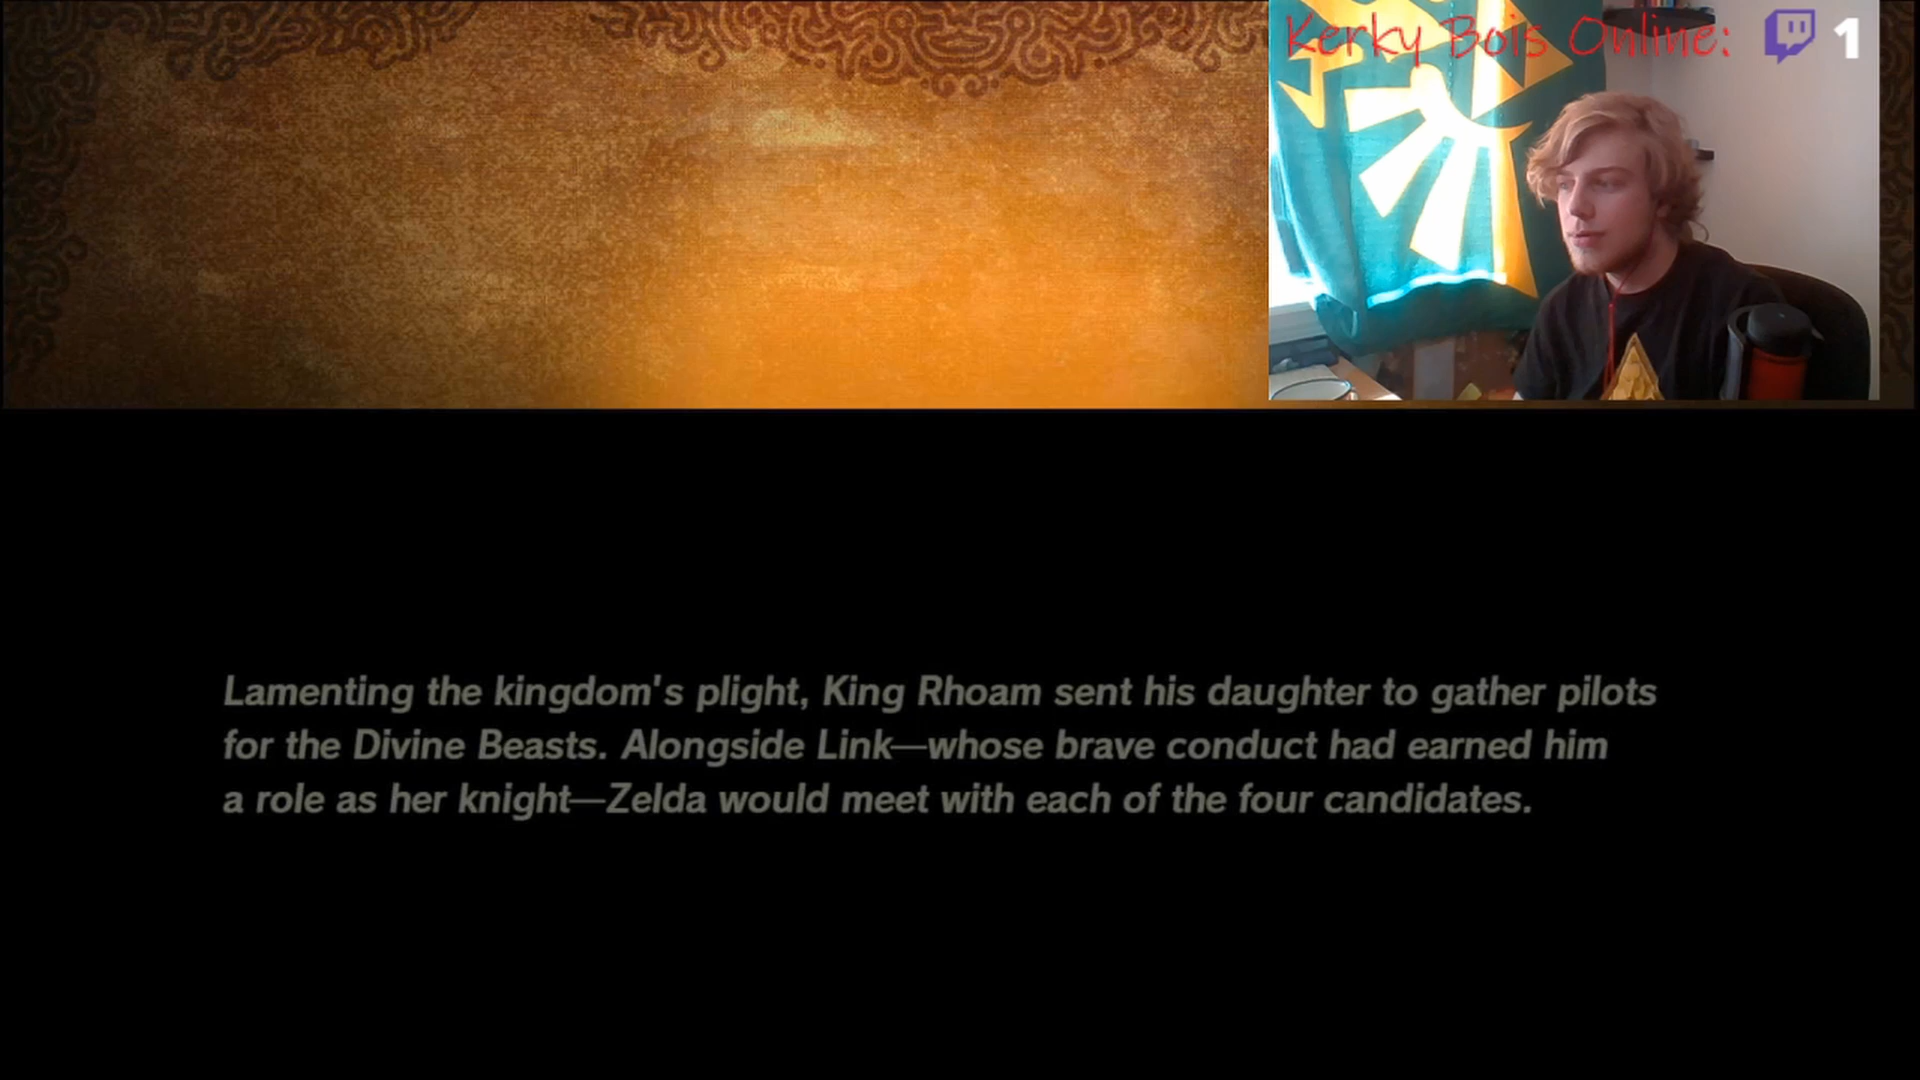 Kerky Bois Online: 1
Lamenting the kingdom's plight, King Rhoam sent his daughter to gather pilots
for the Divine Beasts. Alongside Link—whose brave conduct had earned him
a role as her knight—Zelda would meet with each of the four candidates.